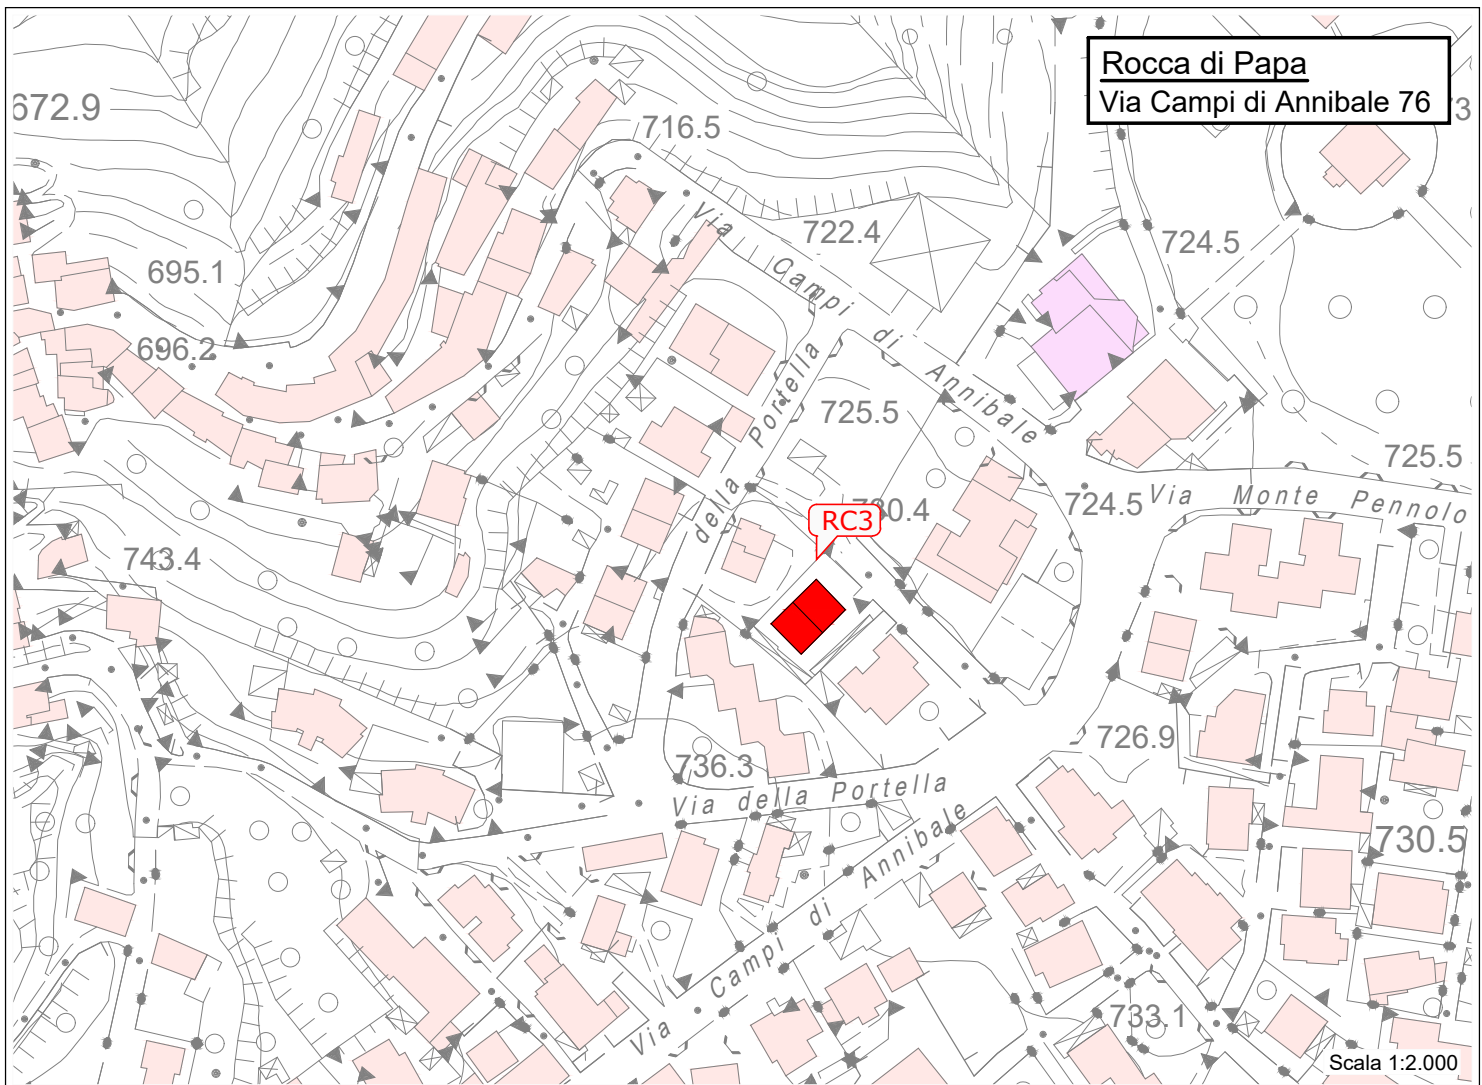 Rocca di Papa
Via Campi di Annibale 76
672.9
716.5
722.4
724.5
695.1
696.2
Via Campi di Annibale
della Portella
725.5
725.5
724.5
Via Monte Pennolo
RC3
743.4
726.9
736.3
Via della Portella
Via Campi di Annibale
730.5
733.1
Scala 1:2.000